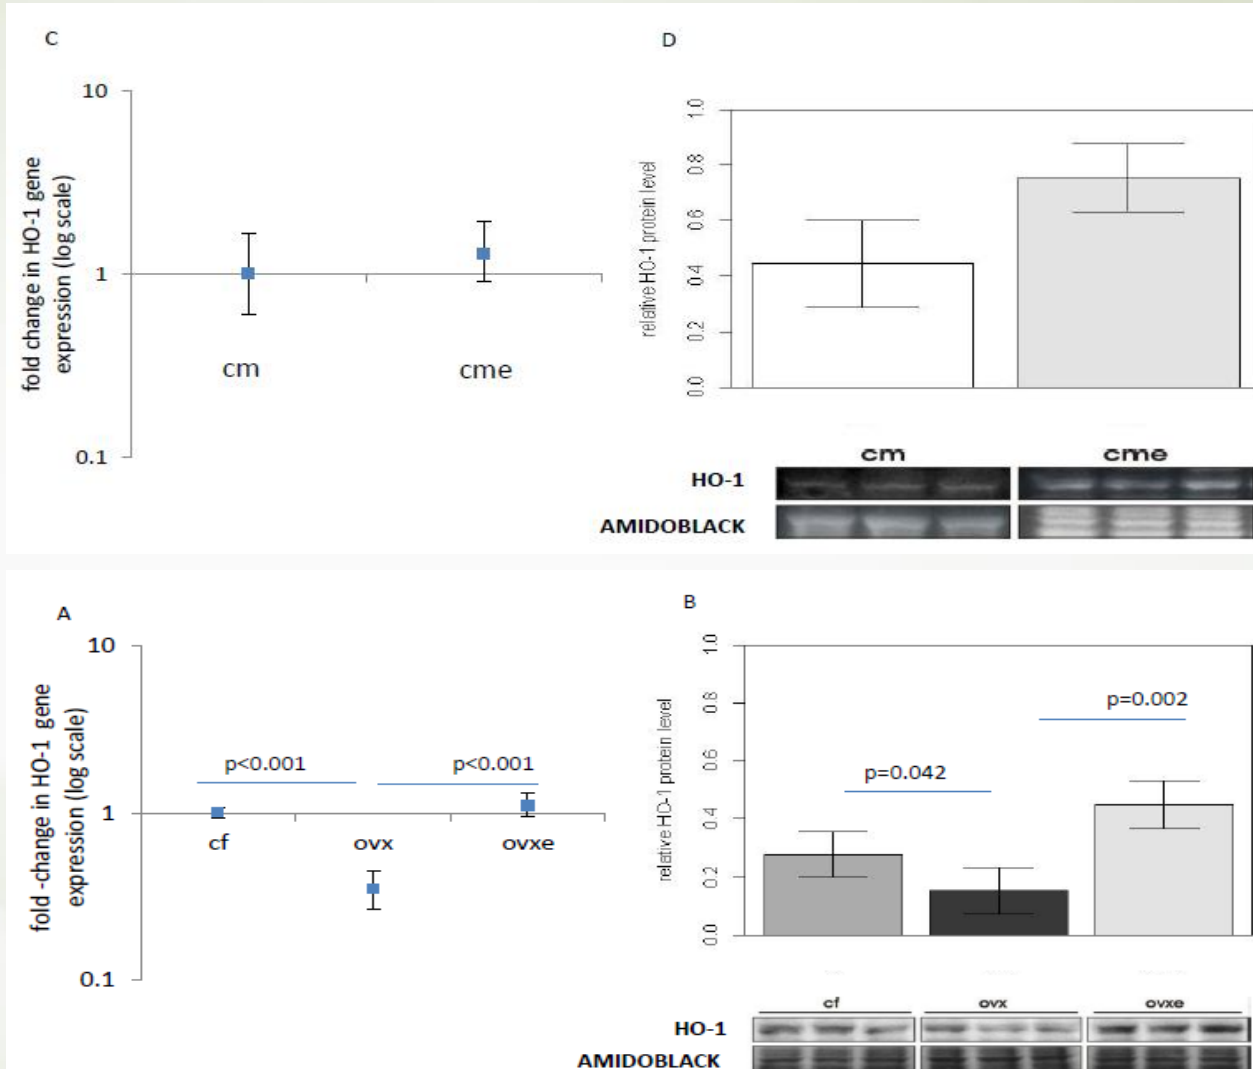 C
fold change in HO-1 gene
expression (log scale)
10
1
0.1
cm
cme
D
relative HO-1 protein level
1.0
0.8
0.6
0.4
0.2
0.0
cm
cme
HO-1
AMIDOBLACK
A
fold -change in HO-1 gene
expression (log scale)
10
1
0.1
p<0.001
p<0.001
cf
ovx
ovxe
B
relative HO-1 protein level
1.0
0.8
0.6
0.4
0.2
0.0
p=0.042
p=0.002
cf
ovx
ovxe
HO-1
AMIDOBLACK